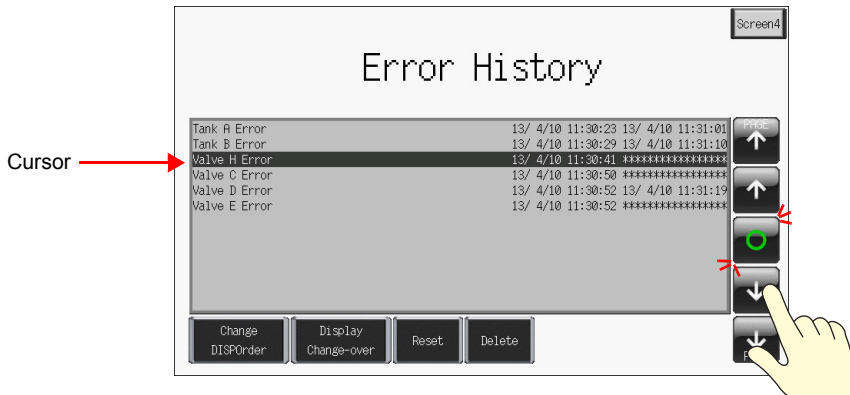 Screen4
Error History
Tank A Error 13/ 4/10 11:30:23 13/ 4/10 11:31:01
PAGE
Tank B Error 13/ 4/10 11:30:29 13/ 4/10 11:31:10
Cursor
Valve H Error 13/ 4/10 11:30:41 *****************
Valve C Error 13/ 4/10 11:30:50 *****************
Valve D Error 13/ 4/10 11:30:52 13/ 4/10 11:31:19
Valve E Error 13/ 4/10 11:30:52 *****************
Change
DISPOrder
Display
Change-over
Reset
Delete